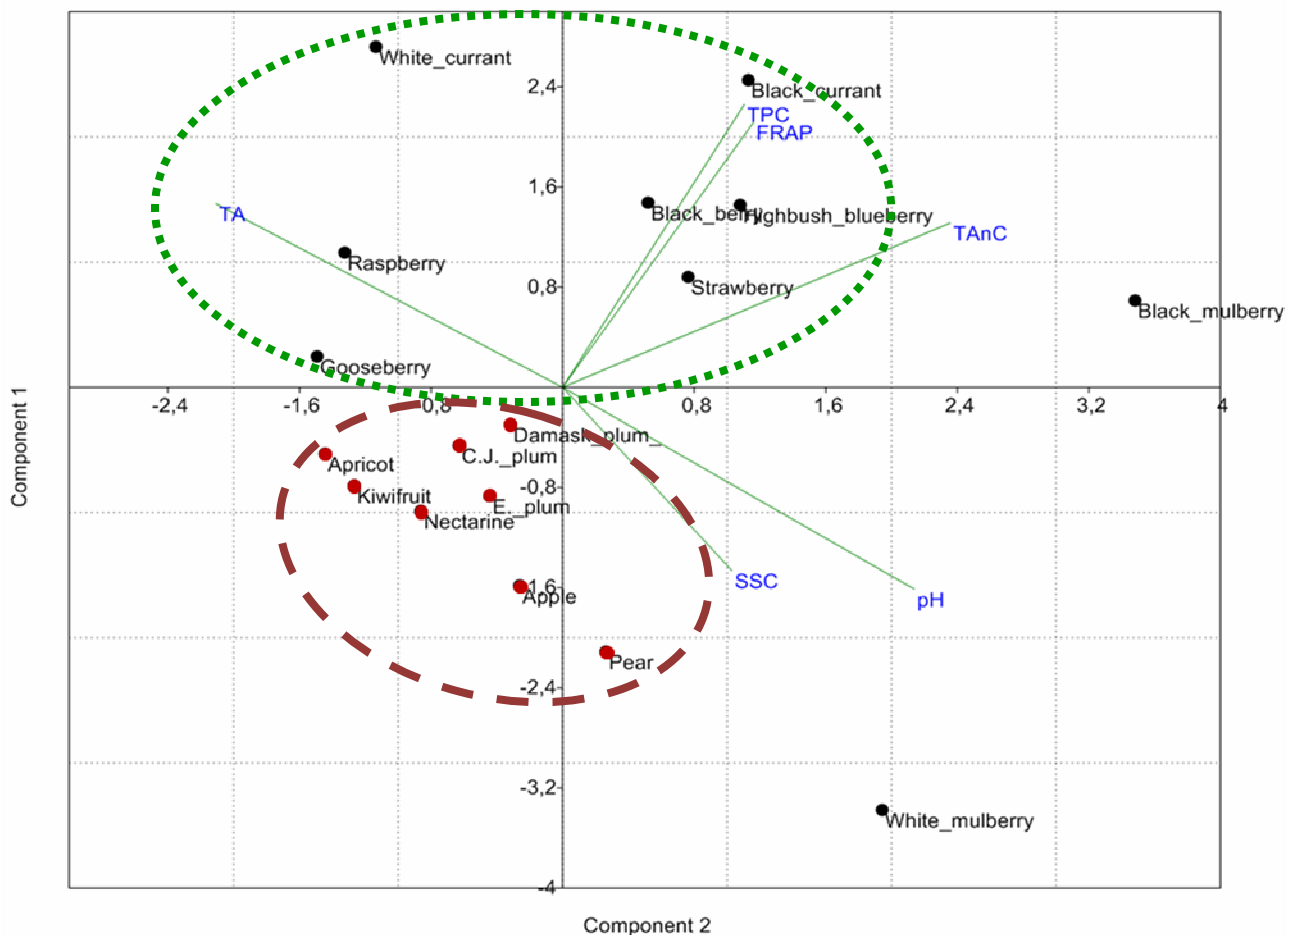 White_currant
2,4
Black_currant
TPC
FRAP
1,6
Black_berry
Highbush_blueberry
TA
TAnC
Raspberry
0,8
Strawberry
Black_mulberry
Gooseberry
-2,4
-1,6
-0,8
0,8
1,6
2,4
3,2
4
Component 1
Damask_plum_
C.J._plum
Apricot
-0,8
Kiwifruit
E._plum
Nectarine
SSC
-1,6
Apple
pH
Pear
-2,4
-3,2
White_mulberry
-4
Component 2